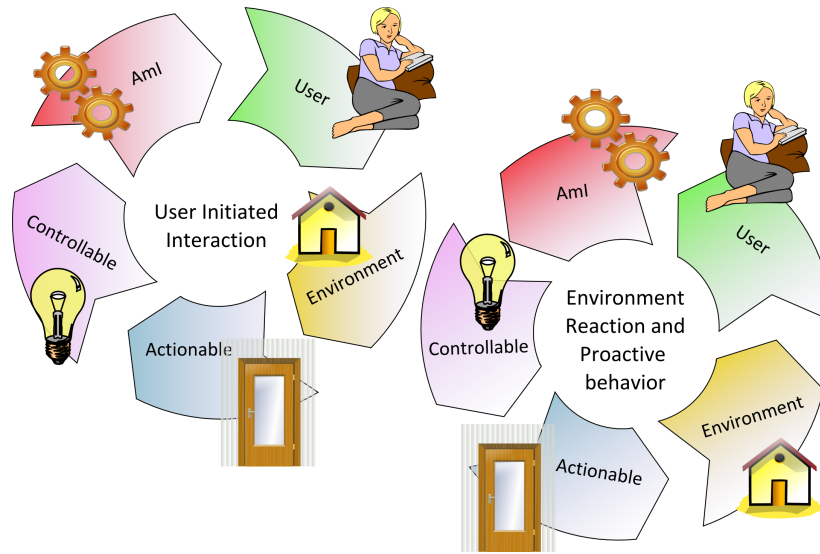 AmI
User
Controllable
User Initiated
Interaction
Environment
Actionable
AmI
User
Controllable
Environment
Reaction and
Proactive
behavior
Environment
Actionable